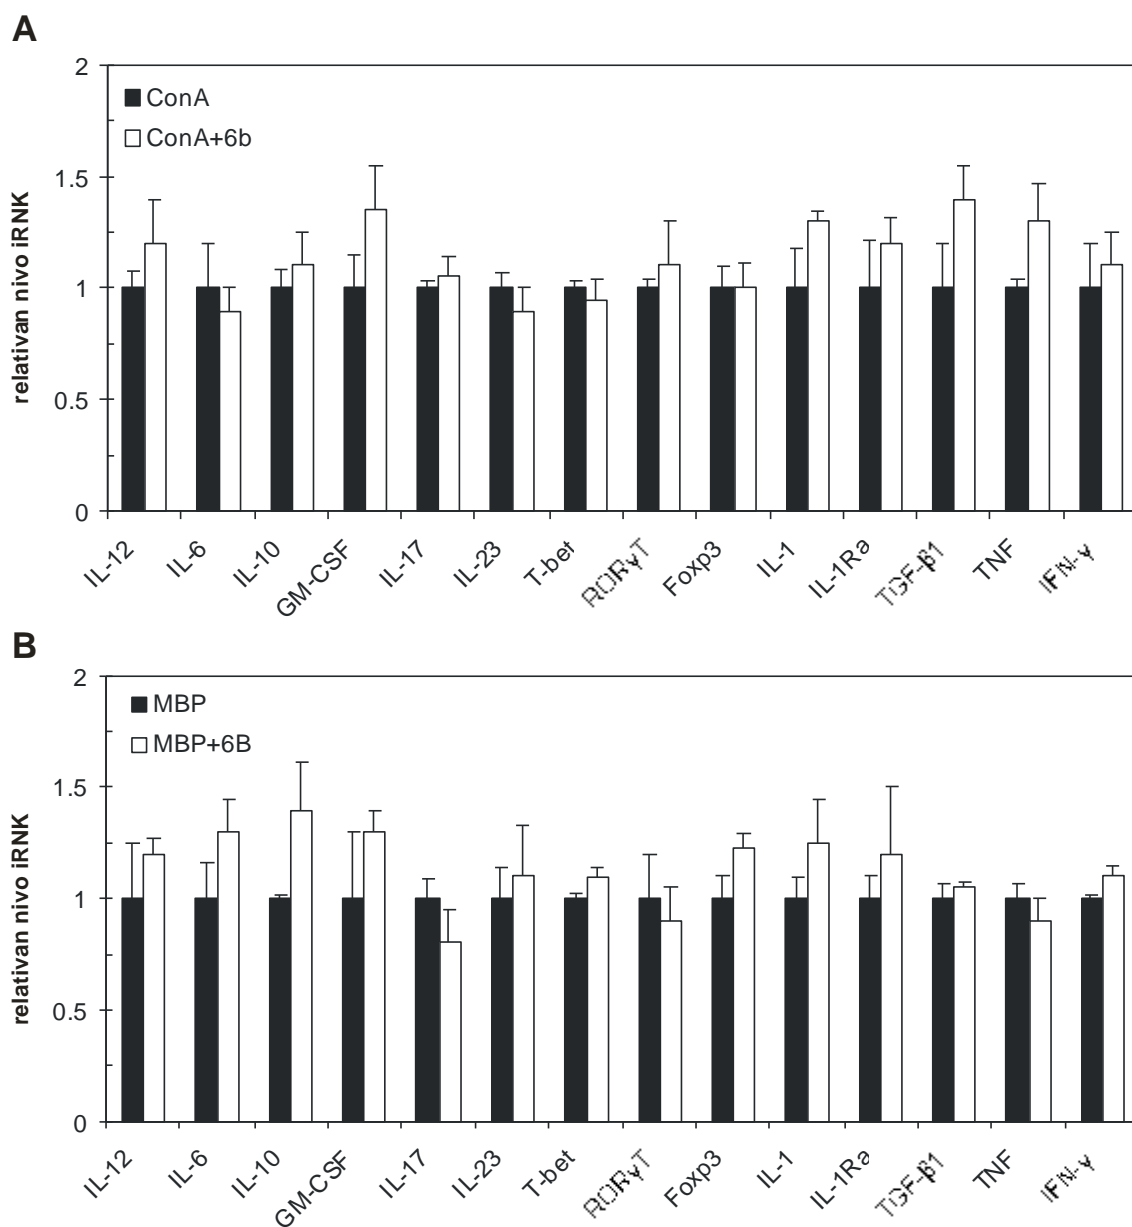 A
2
1.5
1
0.5
0
relativan nivo iRNK
ConA
ConA+6b
IL-12
IL-6
IL-10
GM-CSF
IL-17
IL-23
T-bet
RORγT
Foxp3
IL-1
IL-1Ra
TGF-β1
TNF
IFN-γ
B
2
1.5
1
0.5
0
relativan nivo iRNK
MBP
MBP+6B
IL-12
IL-6
IL-10
GM-CSF
IL-17
IL-23
T-bet
RORγT
Foxp3
IL-1
IL-1Ra
TGF-β1
TNF
IFN-γ